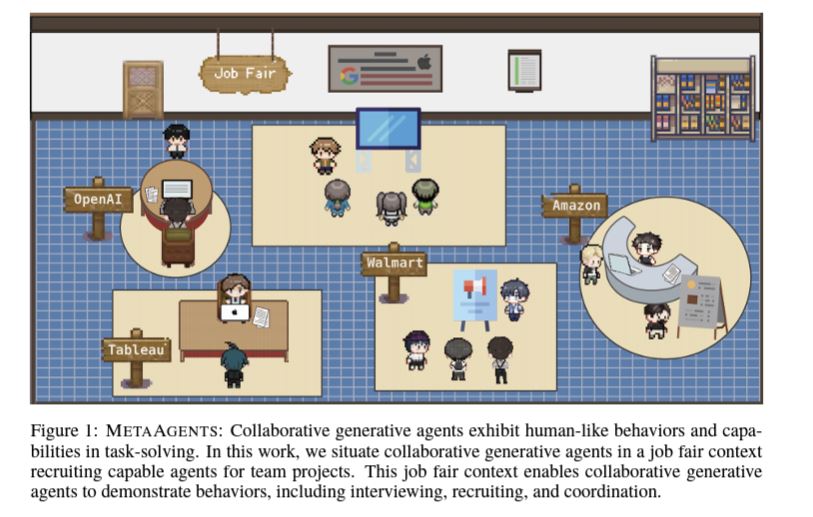 Job Fair
OpenAI
Amazon
Walmart
Tableau
Figure 1: METAAGENTS: Collaborative generative agents exhibit human-like behaviors and capa-
bilities in task-solving. In this work, we situate collaborative generative agents in a job fair context
recruiting capable agents for team projects. This job fair context enables collaborative generative
agents to demonstrate behaviors, including interviewing, recruiting, and coordination.